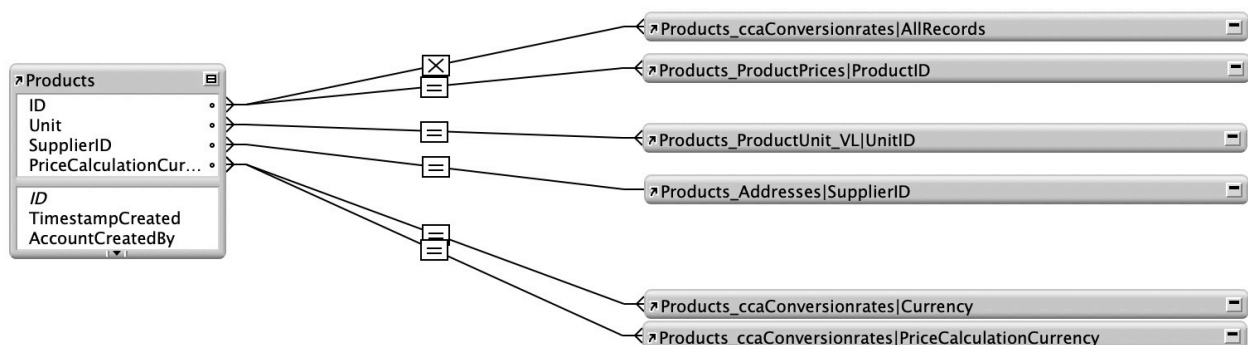 Products_ccaConversionrates|AllRecords
Products_ProductPrices|ProductID
Products
ID
Unit
SupplierID
PriceCalculationCur...
ID
TimestampCreated
AccountCreatedBy
Products_ProductUnit_VL|UnitID
Products_Addresses|SupplierID
Products_ccaConversionrates|Currency
Products_ccaConversionrates|PriceCalculationCurrency